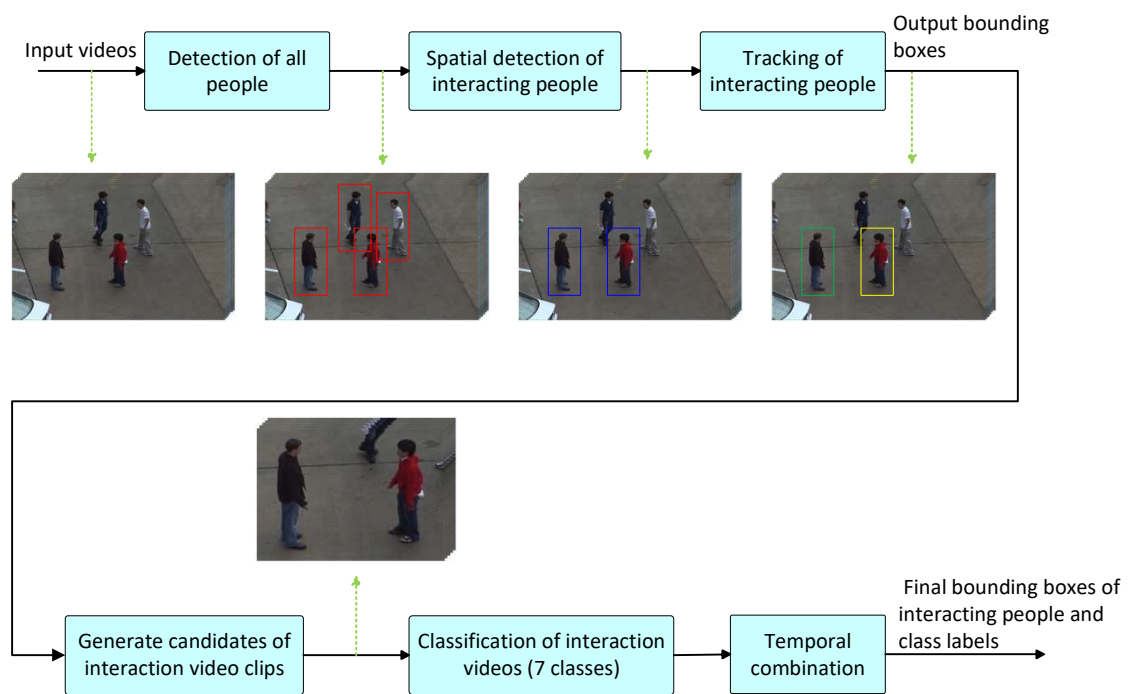 Input videos
Detection of all
people
Spatial detection of
interacting people
Tracking of
interacting people
Output bounding
boxes
Generate candidates of
interaction video clips
Classification of interaction
videos (7 classes)
Temporal
combination
Final bounding boxes of
interacting people and
class labels